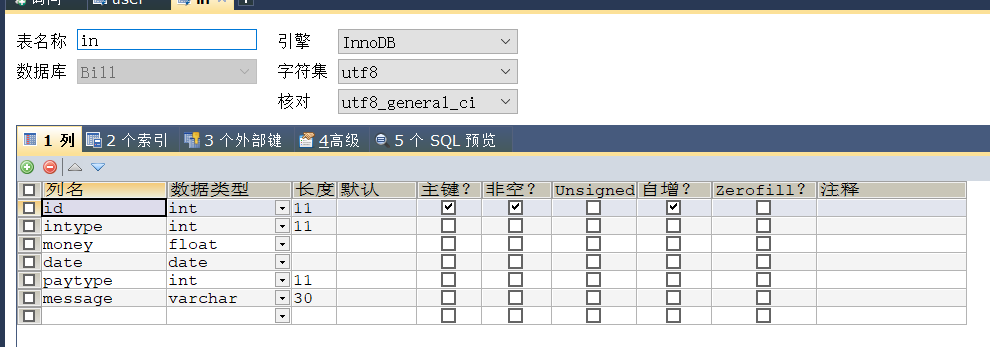 询问 user in
表名称 in 引擎 InnoDB
数据库 Bill 字符集 utf8
核对 utf8_general_ci
1 列 2 个索引 3 个外部键 4高级 5 个 SQL 预览
列名 数据类型 长度 默认 主键? 非空? Unsigned 自增? Zerofill? 注释
id int 11
intype int 11
money float
date date
paytype int 11
message varchar 30